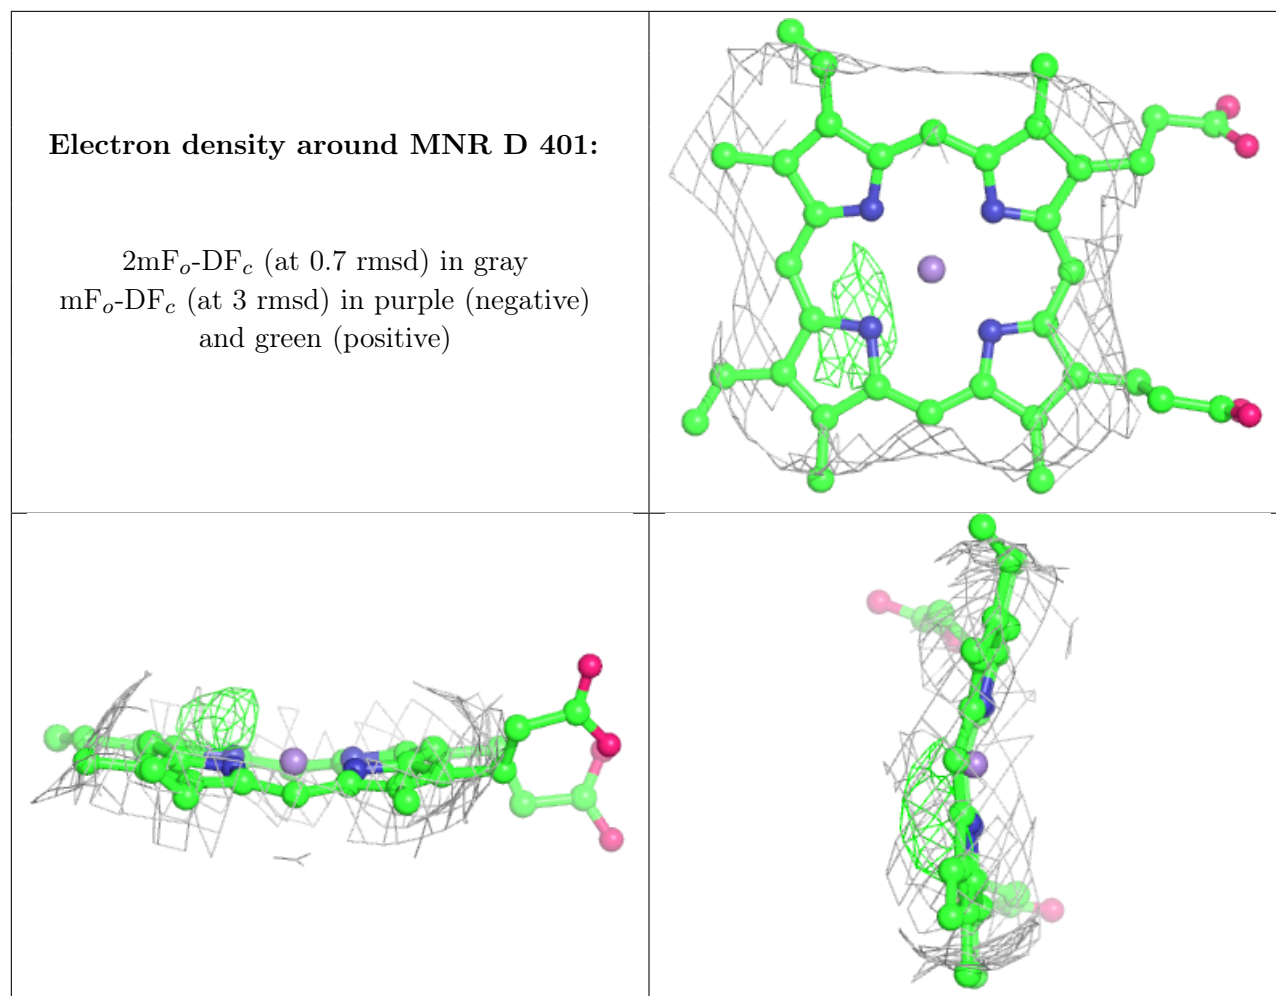 Electron density around MNR D 401:
2mFo-DFc (at 0.7 rmsd) in gray
mFo-DFc (at 3 rmsd) in purple (negative)
and green (positive)